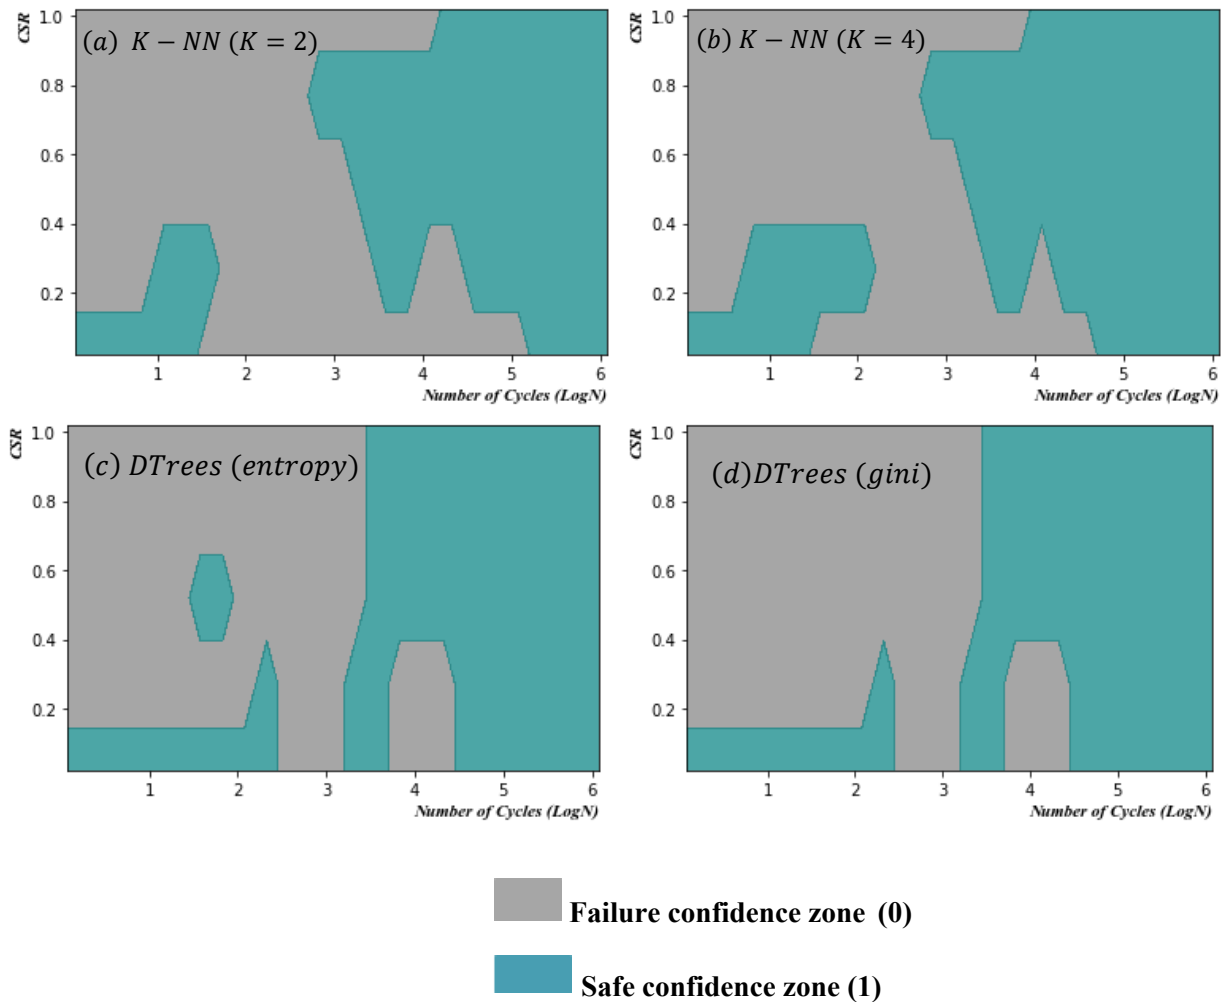 CSR
1.0
0.8
0.6
0.4
0.2
(a) K − NN (K = 2)
1 2 3 4 5 6
Number of Cycles (LogN)
CSR
1.0
0.8
0.6
0.4
0.2
(b) K − NN (K = 4)
1 2 3 4 5 6
Number of Cycles (LogN)
CSR
1.0
0.8
0.6
0.4
0.2
(c) DTrees (entropy)
1 2 3 4 5 6
Number of Cycles (LogN)
CSR
1.0
0.8
0.6
0.4
0.2
(d)DTrees (gini)
1 2 3 4 5 6
Number of Cycles (LogN)
Failure confidence zone (0)
Safe confidence zone (1)